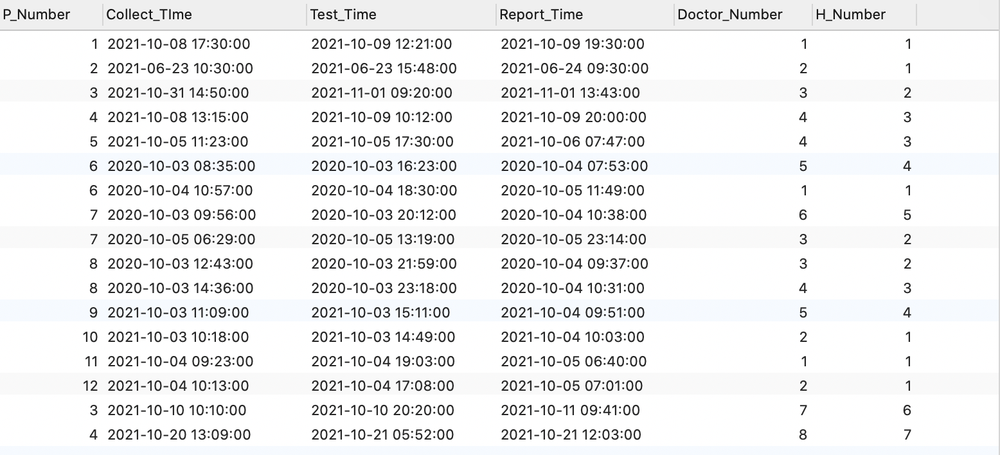 P_Number Collect_TIme Test_Time Report_Time Doctor_Number H_Number
1 2021-10-08 17:30:00 2021-10-09 12:21:00 2021-10-09 19:30:00 1 1
2 2021-06-23 10:30:00 2021-06-23 15:48:00 2021-06-24 09:30:00 2 1
3 2021-10-31 14:50:00 2021-11-01 09:20:00 2021-11-01 13:43:00 3 2
4 2021-10-08 13:15:00 2021-10-09 10:12:00 2021-10-09 20:00:00 4 3
5 2021-10-05 11:23:00 2021-10-05 17:30:00 2021-10-06 07:47:00 4 3
6 2020-10-03 08:35:00 2020-10-03 16:23:00 2020-10-04 07:53:00 5 4
6 2020-10-04 10:57:00 2020-10-04 18:30:00 2020-10-05 11:49:00 1 1
7 2020-10-03 09:56:00 2020-10-03 20:12:00 2020-10-04 10:38:00 6 5
7 2020-10-05 06:29:00 2020-10-05 13:19:00 2020-10-05 23:14:00 3 2
8 2020-10-03 12:43:00 2020-10-03 21:59:00 2020-10-04 09:37:00 3 2
8 2020-10-03 14:36:00 2020-10-03 23:18:00 2020-10-04 10:31:00 4 3
9 2021-10-03 11:09:00 2021-10-03 15:11:00 2021-10-04 09:51:00 5 4
10 2021-10-03 10:18:00 2021-10-03 14:49:00 2021-10-04 10:03:00 2 1
11 2021-10-04 09:23:00 2021-10-04 19:03:00 2021-10-05 06:40:00 1 1
12 2021-10-04 10:13:00 2021-10-04 17:08:00 2021-10-05 07:01:00 2 1
3 2021-10-10 10:10:00 2021-10-10 20:20:00 2021-10-11 09:41:00 7 6
4 2021-10-20 13:09:00 2021-10-21 05:52:00 2021-10-21 12:03:00 8 7